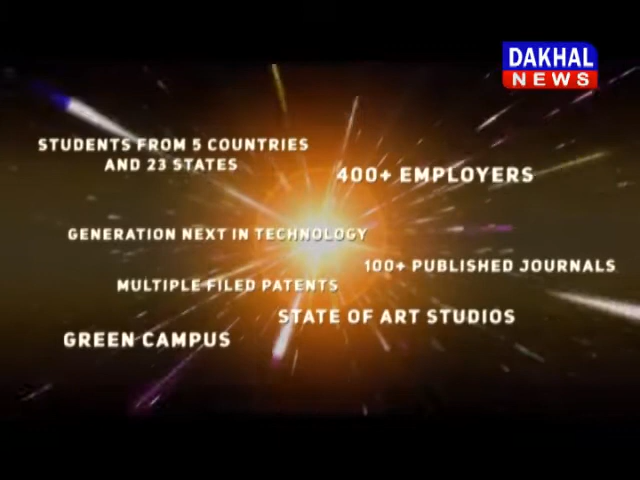 DAKHAL
NEWS
STUDENTS FROM 5 COUNTRIES
AND 23 STATES
400+ EMPLOYERS
GENERATION NEXT IN TECHNOLOGY
100+ PUBLISHED JOURNALS
MULTIPLE FILED PATENTS
STATE OF ART STUDIOS
GREEN CAMPUS